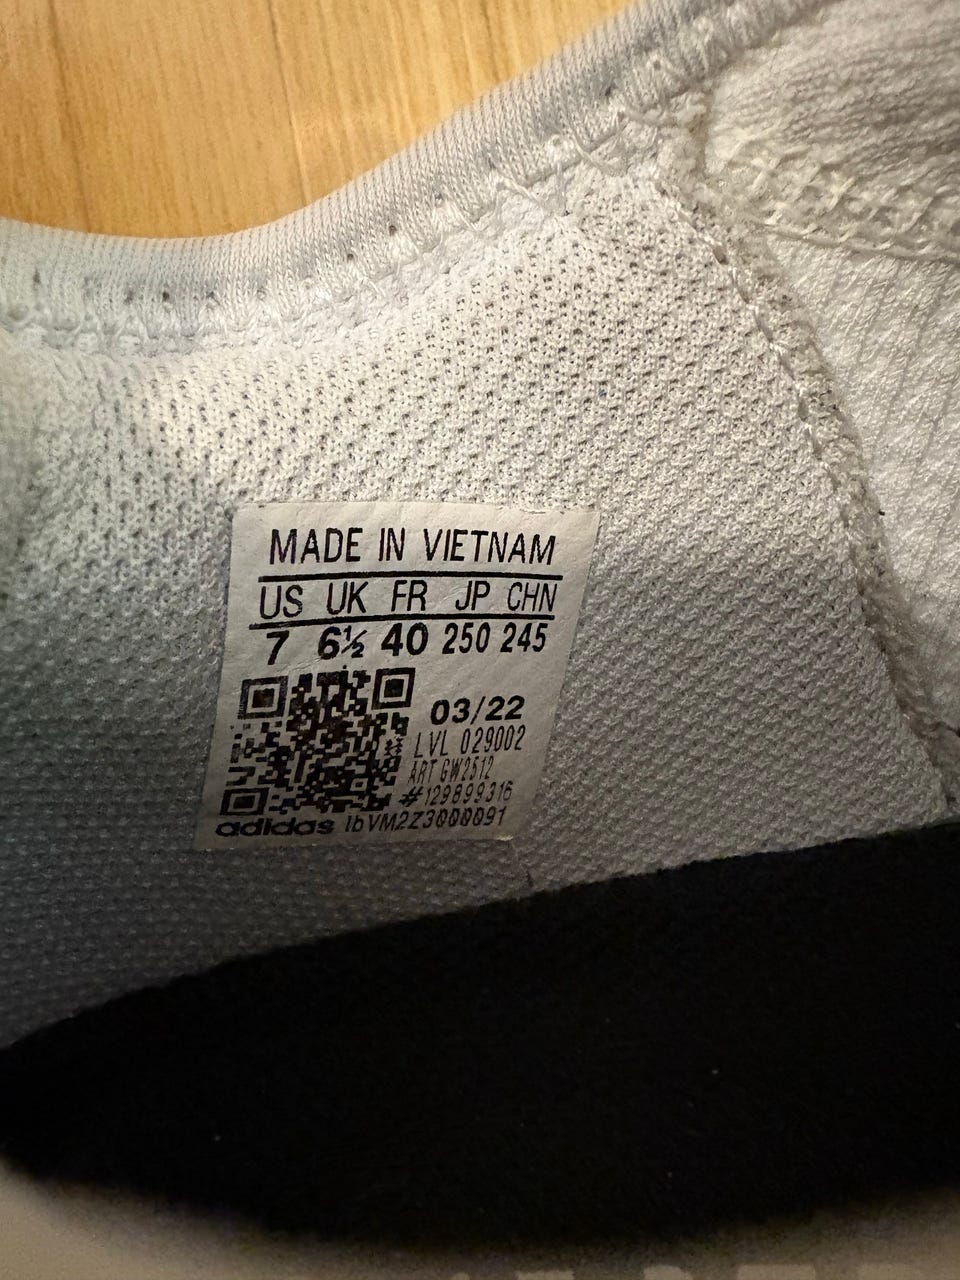 MADE IN VIETNAM
US UK FR JP CHN
7 6½ 40 250 245
03/22
LVL 029002
ART GW2512
#129899316
adidas 1bVM2Z3000091